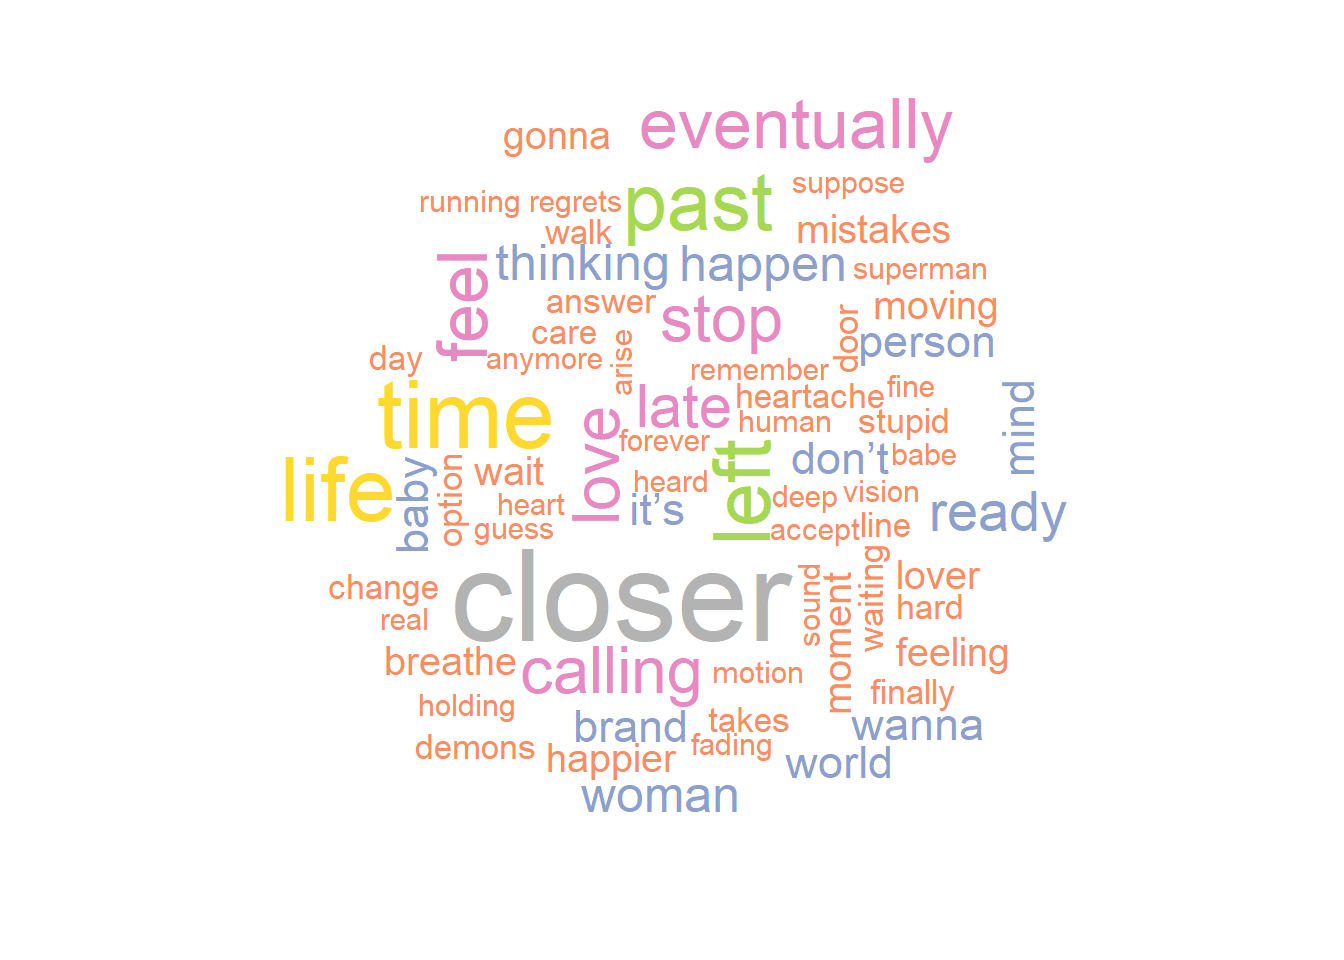 eventually
gonna
suppose
running regrets
past
mistakes
walk
thinking
happen
superman
feel
answer
moving
stop
care
door
person
day
anymore
arise
remember
fine
time
late
heartache
human
stupid
mind
love
forever
left
don’t
babe
life
baby
option
wait
heard
deep
vision
heart
it’s
ready
guess
accept
line
closer
change
real
sound
moment
waiting
lover
hard
breathe
calling
motion
feeling
finally
holding
brand
takes
wanna
demons
happier
fading
world
woman